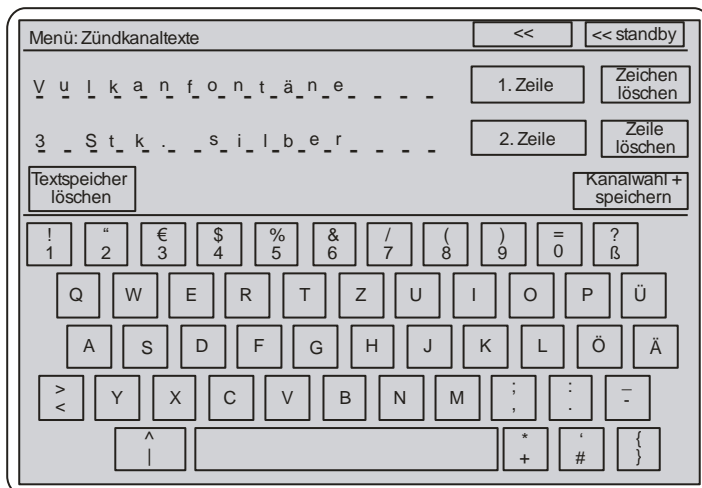 Menü: Zündkanaltexte << << standby
Vulkanfontäne 1. Zeile Zeichen löschen
3 Stk. silber 2. Zeile Zeile löschen
Textspeicher löschen Kanalwahl + speichern
! “ € $ % & / ( ) = ?
1 2 3 4 5 6 7 8 9 0 ß
Q W E R T Z U I O P Ü
A S D F G H J K L Ö Ä
> ; : _
< Y X C V B N M , . -
^ * ‘ {
| + # }